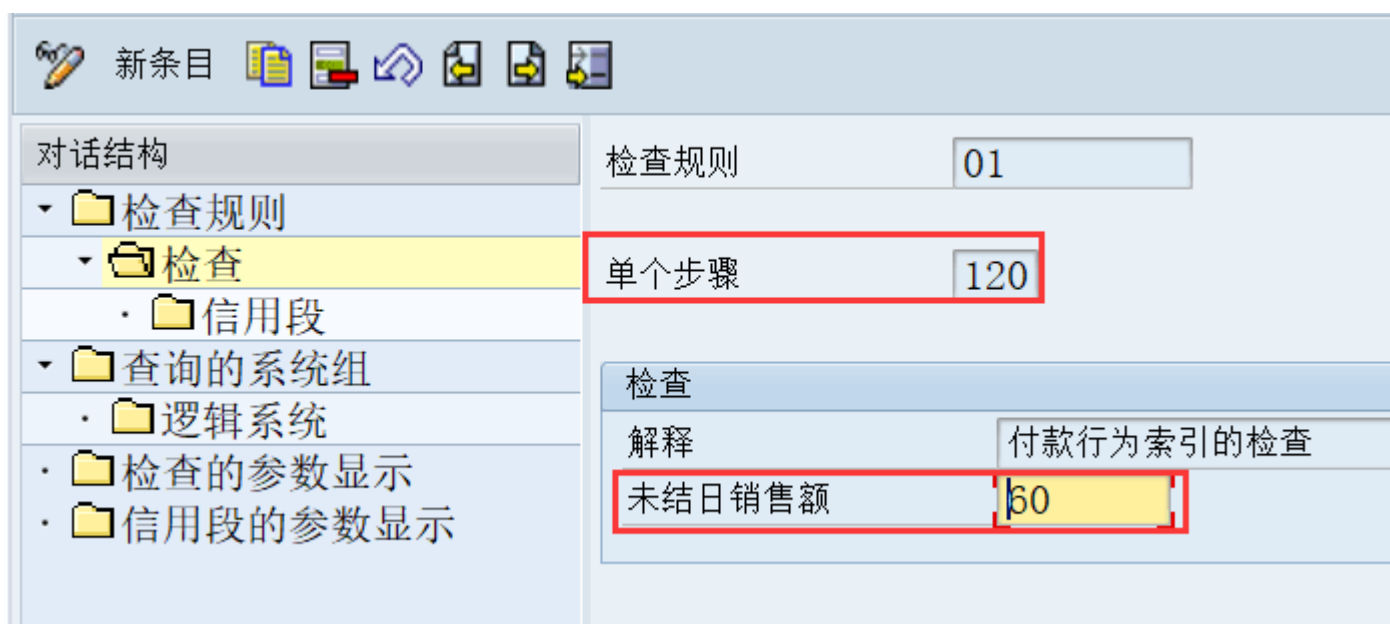 新条目
对话结构
检查规则
检查
信用段
查询的系统组
逻辑系统
检查的参数显示
信用段的参数显示
检查规则 01
单个步骤 120
检查
解释 付款行为索引的检查
未结日销售额 60